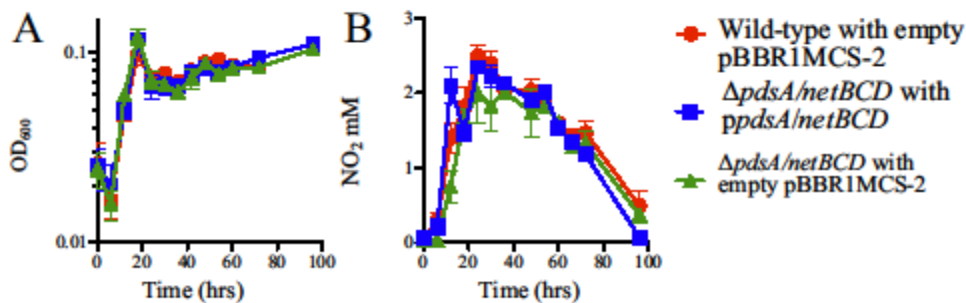 A
0.1
0.01
OD600
0 20 40 60 80 100
Time (hrs)
B
3
2
1
0
NO2 mM
0 20 40 60 80 100
Time (hrs)
Wild-type with empty
pBBR1MCS-2
ΔpdsA/netBCD with
ppdsA/netBCD
ΔpdsA/netBCD with
empty pBBR1MCS-2